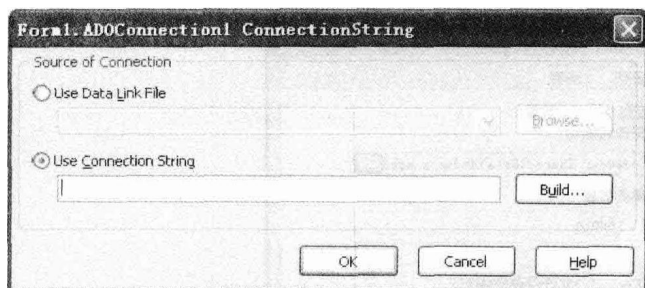 Form1.ADOConnection1 ConnectionString
Source of Connection
Use Data Link File
Browse...
Use Connection String
Build...
OK
Cancel
Help